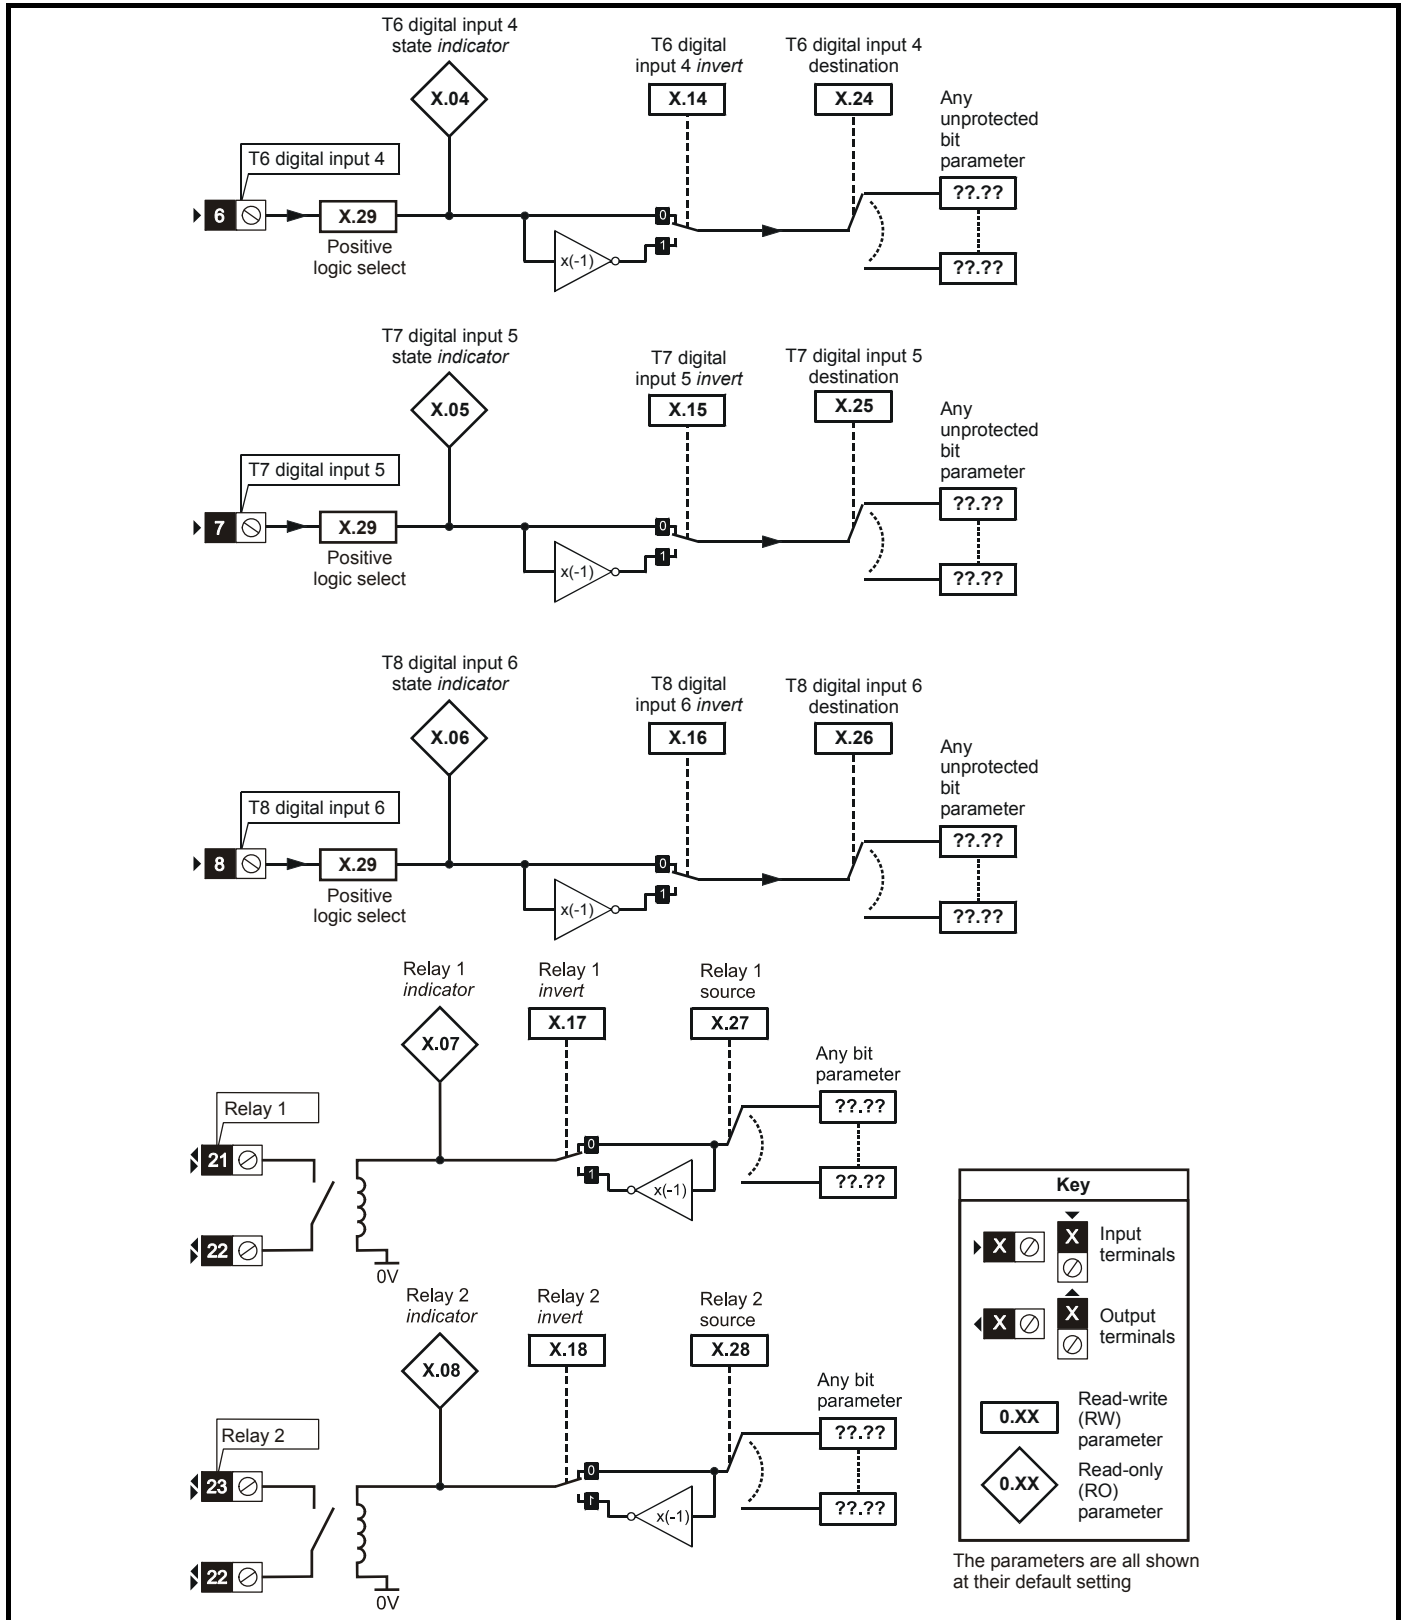 T6 digital input 4
state indicator
X.04
T6 digital
input 4 invert
X.14
T6 digital input 4
destination
X.24
Any
unprotected
bit
parameter
??.??
??.??
T6 digital input 4
6
X.29
Positive
logic select
0
1
x(-1)
T7 digital input 5
state indicator
X.05
T7 digital
input 5 invert
X.15
T7 digital input 5
destination
X.25
Any
unprotected
bit
parameter
??.??
??.??
T7 digital input 5
7
X.29
Positive
logic select
0
1
x(-1)
T8 digital input 6
state indicator
X.06
T8 digital
input 6 invert
X.16
T8 digital input 6
destination
X.26
Any
unprotected
bit
parameter
??.??
??.??
T8 digital input 6
8
X.29
Positive
logic select
0
1
x(-1)
Relay 1
indicator
X.07
Relay 1
invert
X.17
Relay 1
source
X.27
Any bit
parameter
??.??
??.??
Relay 1
21
22
0
1
x(-1)
0V
Relay 2
indicator
X.08
Relay 2
invert
X.18
Relay 2
source
X.28
Any bit
parameter
??.??
??.??
Relay 2
23
22
0
1
x(-1)
0V
Key
X
X
Input
terminals
X
X
Output
terminals
0.XX
Read-write
(RW)
parameter
0.XX
Read-only
(RO)
parameter
The parameters are all shown
at their default setting